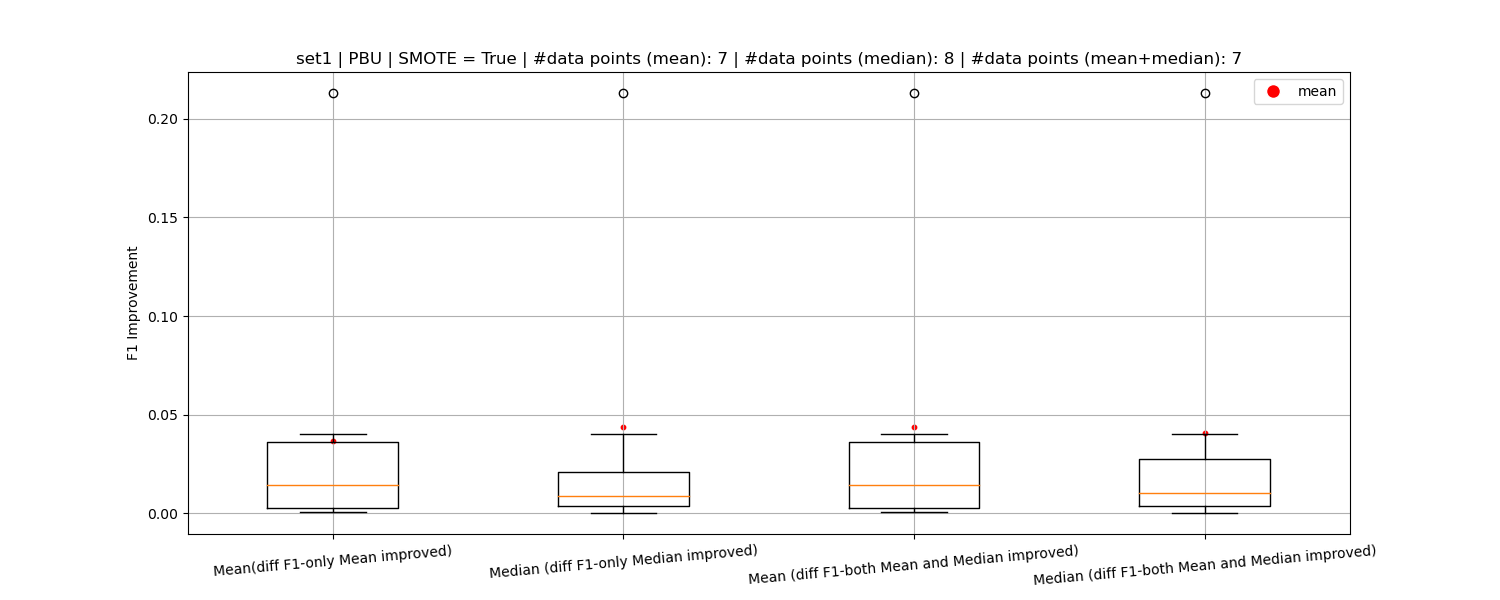 set1 | PBU | SMOTE = True | #data points (mean): 7 | #data points (median): 8 | #data points (mean+median): 7
mean
0.20
0.15
0.10
0.05
0.00
F1 Improvement
Mean(diff F1-only Mean improved)
Median (diff F1-only Median improved)
Mean (diff F1-both Mean and Median improved)
Median (diff F1-both Mean and Median improved)